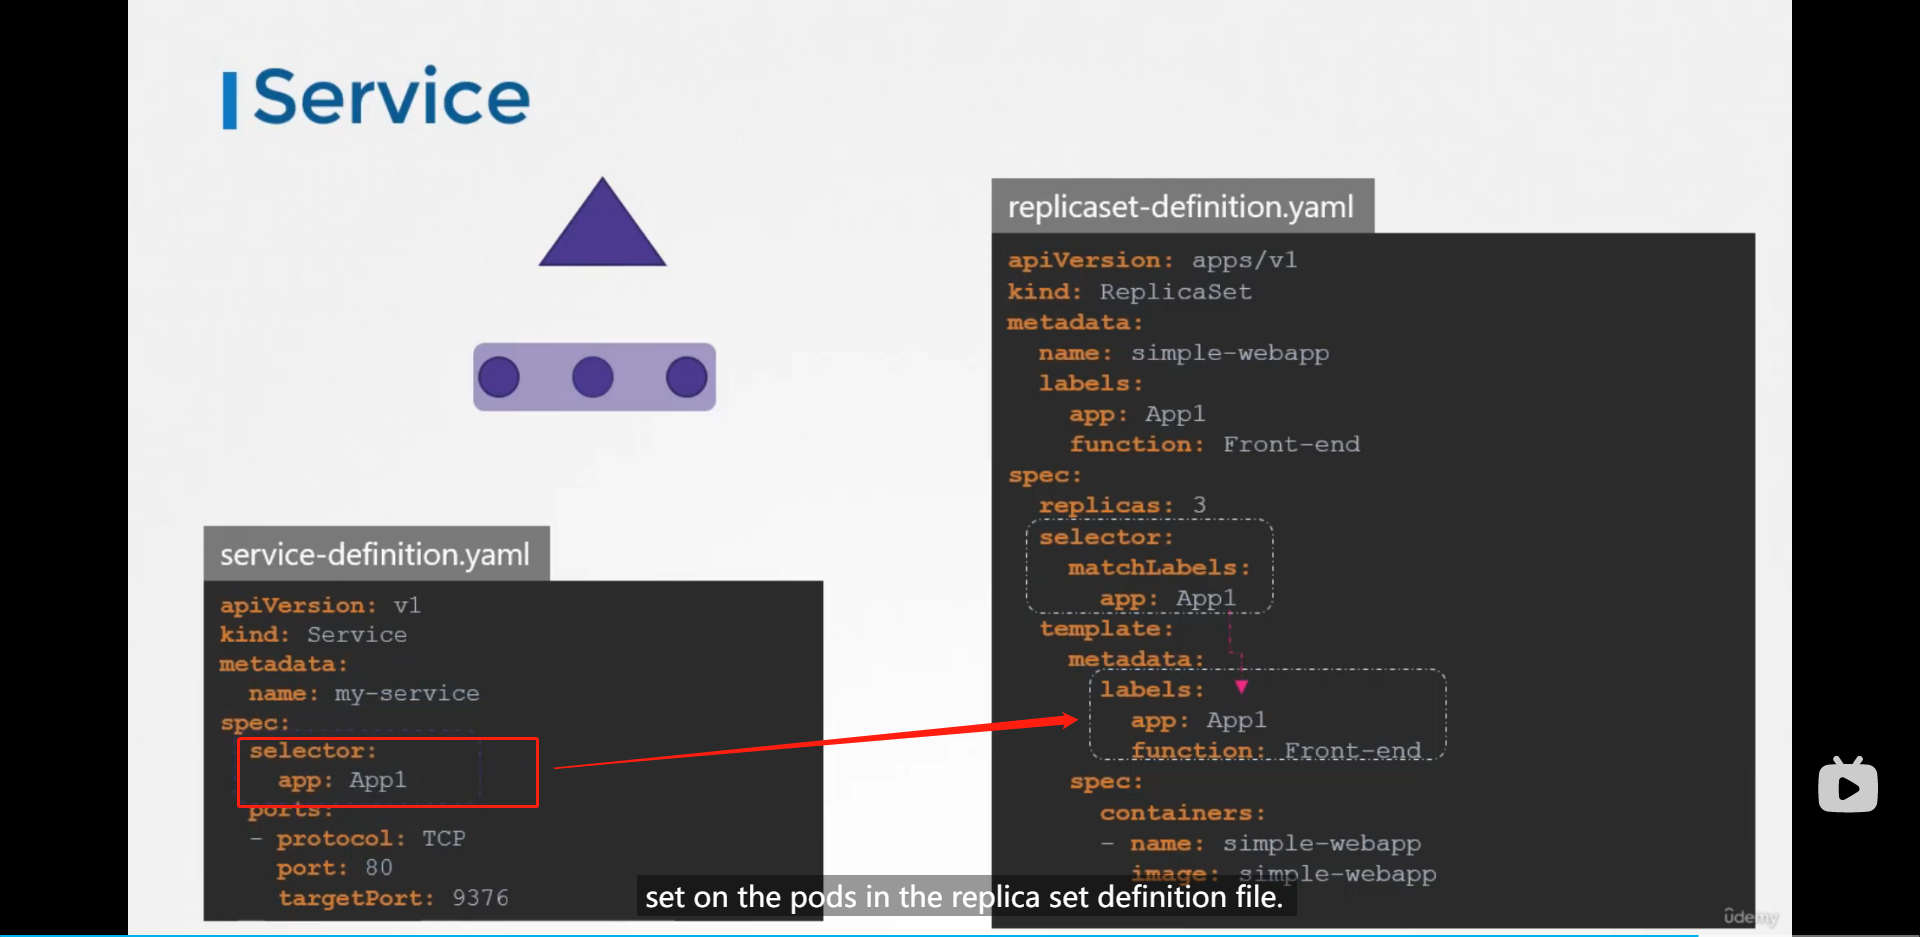 Service
service-definition.yaml
apiVersion: v1
kind: Service
metadata:
  name: my-service
spec:
  selector:
    app: App1
  ports:
  - protocol: TCP
    port: 80
    targetPort: 9376
replicaset-definition.yaml
apiVersion: apps/v1
kind: ReplicaSet
metadata:
  name: simple-webapp
  labels:
    app: App1
    function: Front-end
spec:
  replicas: 3
  selector:
    matchLabels:
      app: App1
  template:
    metadata:
      labels:
        app: App1
        function: Front-end
    spec:
      containers:
      - name: simple-webapp
        image: simple-webapp
set on the pods in the replica set definition file.
ûdemy